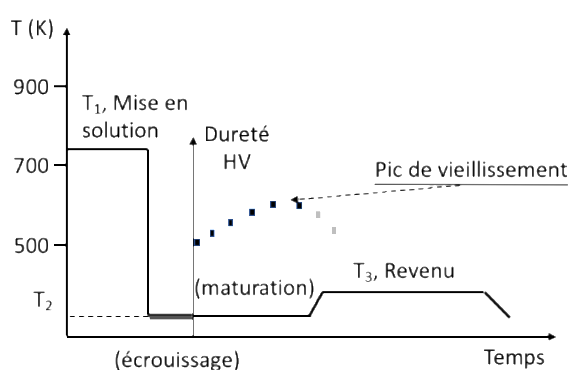 T (K)
900
T₁, Mise en
solution
Dureté
HV
700
Pic de vieillissement
500
T₃, Revenu
(maturation)
T₂
(écrouissage)
Temps